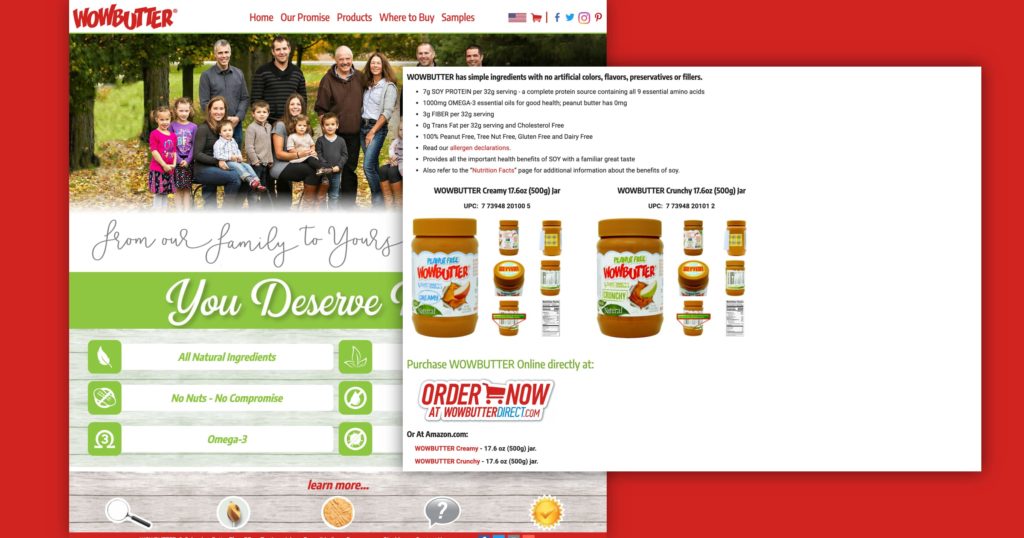 WOWBUTTER®
Home Our Promise Products Where to Buy Samples
from our family to Yours
You Deserve
All Natural Ingredients
No Nuts - No Compromise
3
Omega-3
learn more...
?
WOWBUTTER has simple ingredients with no artificial colors, flavors, preservatives or fillers.
• 7g SOY PROTEIN per 32g serving - a complete protein source containing all 9 essential amino acids
• 1000mg OMEGA-3 essential oils for good health; peanut butter has 0mg
• 3g FIBER per 32g serving
• 0g Trans Fat per 32g serving and Cholesterol Free
• 100% Peanut Free, Tree Nut Free, Gluten Free and Dairy Free
• Read our allergen declarations.
• Provides all the important health benefits of SOY with a familiar great taste
• Also refer to the "Nutrition Facts" page for additional information about the benefits of soy.
WOWBUTTER Creamy 17.6oz (500g) Jar
UPC: 7 73948 20100 5
PEANUT FREE
WOWBUTTER
CREAMY
Natural
WOWBUTTER Crunchy 17.6oz (500g) Jar
UPC: 7 73948 20101 2
PEANUT FREE
WOWBUTTER
CRUNCHY
Natural
Purchase WOWBUTTER Online directly at:
ORDER NOW
AT WOWBUTTERDIRECT.COM
Or At Amazon.com:
WOWBUTTER Creamy - 17.6 oz (500g) jar.
WOWBUTTER Crunchy - 17.6 oz (500g) jar.